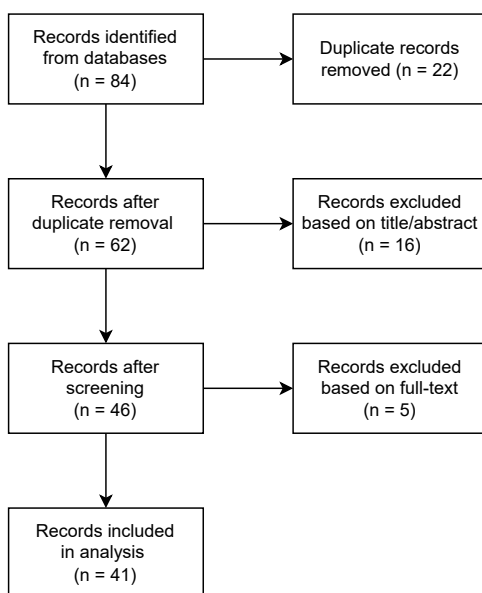 Records identified
from databases
(n = 84)
Duplicate records
removed (n = 22)
Records after
duplicate removal
(n = 62)
Records excluded
based on title/abstract
(n = 16)
Records after
screening
(n = 46)
Records excluded
based on full-text
(n = 5)
Records included
in analysis
(n = 41)